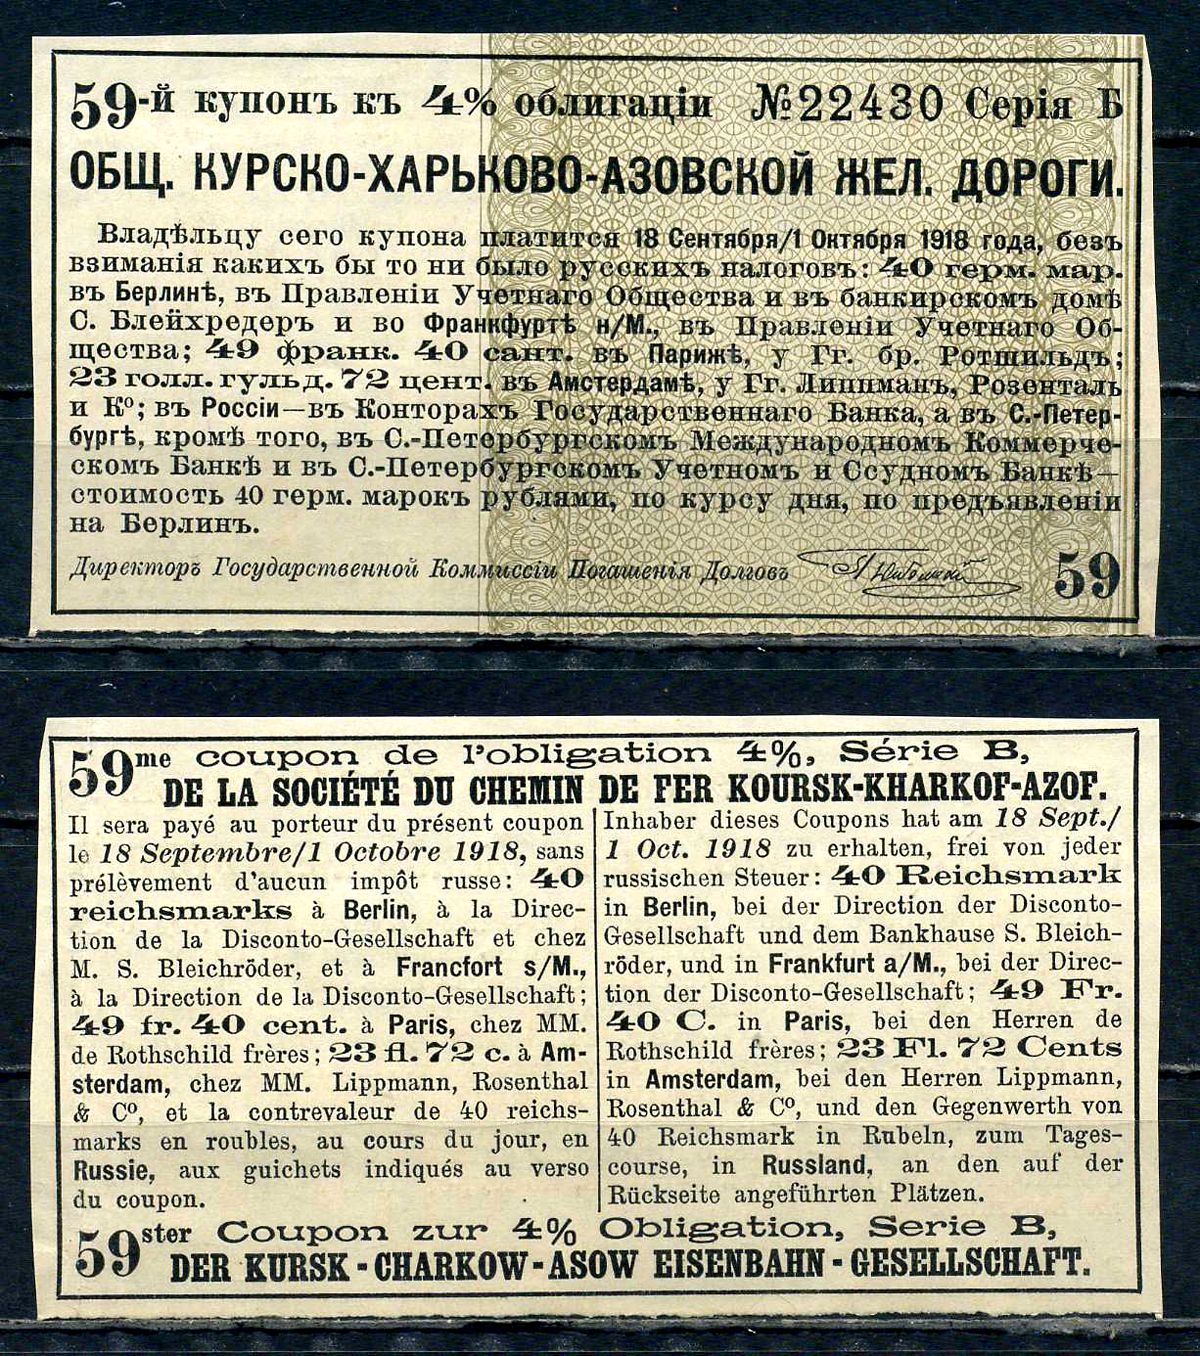 59-й купонъ къ 4% облигаціи №22430 Серія Б
ОБЩ. КУРСКО-ХАРЬКОВО-АЗОВСКОЙ ЖЕЛ. ДОРОГИ.
Владѣльцу сего купона платится 18 Сентября/1 Октября 1918 года, безъ
взиманія какихъ бы то ни было русскихъ налоговъ: 40 герм. мар.
въ Берлинѣ, въ Правленіи Учетнаго Общества и въ банкирскомъ домѣ
С. Блейхредеръ и во Франкфуртѣ н/М., въ Правленіи Учетнаго Об-
щества; 49 франк. 40 сант. въ Парижѣ, у Гг. бр. Ротшильдъ;
23 голл. гульд. 72 цент. въ Амстердамѣ, у Гг. Липпманъ, Розенталь
и Кº; въ Россіи—въ Конторахъ Государственнаго Банка, а въ С.-Петер-
бургѣ, кромѣ того, въ С.-Петербургскомъ Международномъ Коммерче-
скомъ Банкѣ и въ С.-Петербургскомъ Учетномъ и Ссудномъ Банкѣ—
стоимость 40 герм. марокъ рублями, по курсу дня, по предъявленіи
на Берлинъ.
Директоръ Государственной Коммиссіи Погашенія Долговъ
59
59me coupon de l'obligation 4%, Série B,
DE LA SOCIÉTÉ DU CHEMIN DE FER KOURSK-KHARKOF-AZOF.
Il sera payé au porteur du présent coupon
le 18 Septembre/1 Octobre 1918, sans
prélèvement d'aucun impôt russe: 40
reichsmarks à Berlin, à la Direc-
tion de la Disconto-Gesellschaft et chez
M. S. Bleichröder, et à Francfort s/M.,
à la Direction de la Disconto-Gesellschaft;
49 fr. 40 cent. à Paris, chez MM.
de Rothschild frères; 23 fl. 72 c. à Am-
sterdam, chez MM. Lippmann, Rosenthal
& Cº, et la contrevaleur de 40 reichs-
marks en roubles, au cours du jour, en
Russie, aux guichets indiqués au verso
du coupon.
Inhaber dieses Coupons hat am 18 Sept./
1 Oct. 1918 zu erhalten, frei von jeder
russischen Steuer: 40 Reichsmark
in Berlin, bei der Direction der Disconto-
Gesellschaft und dem Bankhause S. Bleich-
röder, und in Frankfurt a/M., bei der Direc-
tion der Disconto-Gesellschaft; 49 Fr.
40 C. in Paris, bei den Herren de
Rothschild frères; 23 Fl. 72 Cents
in Amsterdam, bei den Herren Lippmann,
Rosenthal & Cº, und den Gegenwerth von
40 Reichsmark in Rubeln, zum Tages-
course, in Russland, an den auf der
Rückseite angeführten Plätzen.
59ster Coupon zur 4% Obligation, Serie B,
DER KURSK-CHARKOW-ASOW EISENBAHN-GESELLSCHAFT.